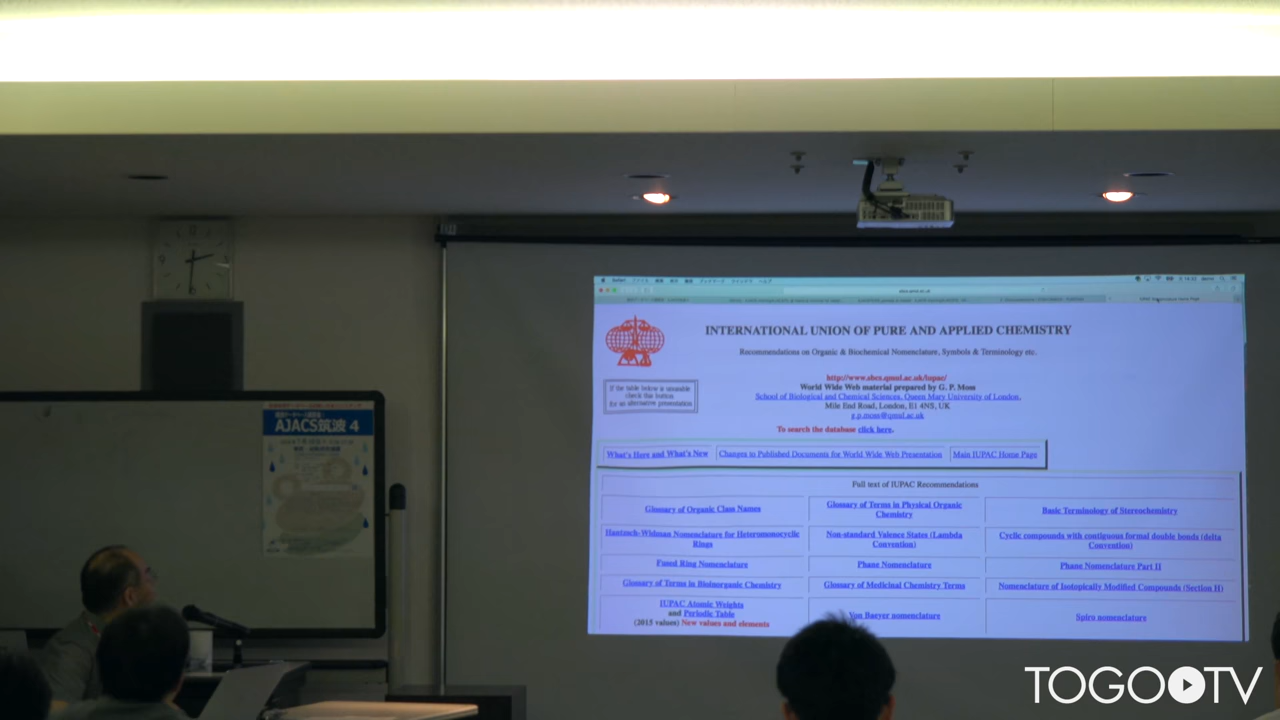 AJACS筑波 4
INTERNATIONAL UNION OF PURE AND APPLIED CHEMISTRY
Recommendations on Organic & Biochemical Nomenclature, Symbols & Terminology etc.
If the table below is unusable
check this button
for an alternative presentation
http://www.sbcs.qmul.ac.uk/iupac/
World Wide Web material prepared by G. P. Moss
School of Biological and Chemical Sciences, Queen Mary University of London,
Mile End Road, London, E1 4NS, UK
g.p.moss@qmul.ac.uk
To search the database click here.
What's Here and What's New
Changes to Published Documents for World Wide Web Presentation
Main IUPAC Home Page
Full text of IUPAC Recommendations
Glossary of Organic Class Names
Glossary of Terms in Physical Organic
Chemistry
Basic Terminology of Stereochemistry
Hantzsch-Widman Nomenclature for Heteromonocyclic
Rings
Non-standard Valence States (Lambda
Convention)
Cyclic compounds with contiguous formal double bonds (delta
Convention)
Fused Ring Nomenclature
Phane Nomenclature
Phane Nomenclature Part II
Glossary of Terms in Bioinorganic Chemistry
Glossary of Medicinal Chemistry Terms
Nomenclature of Isotopically Modified Compounds (Section H)
IUPAC Atomic Weights
and Periodic Table
(2015 values) New values and elements
Von Baeyer nomenclature
Spiro nomenclature
TOGOTV